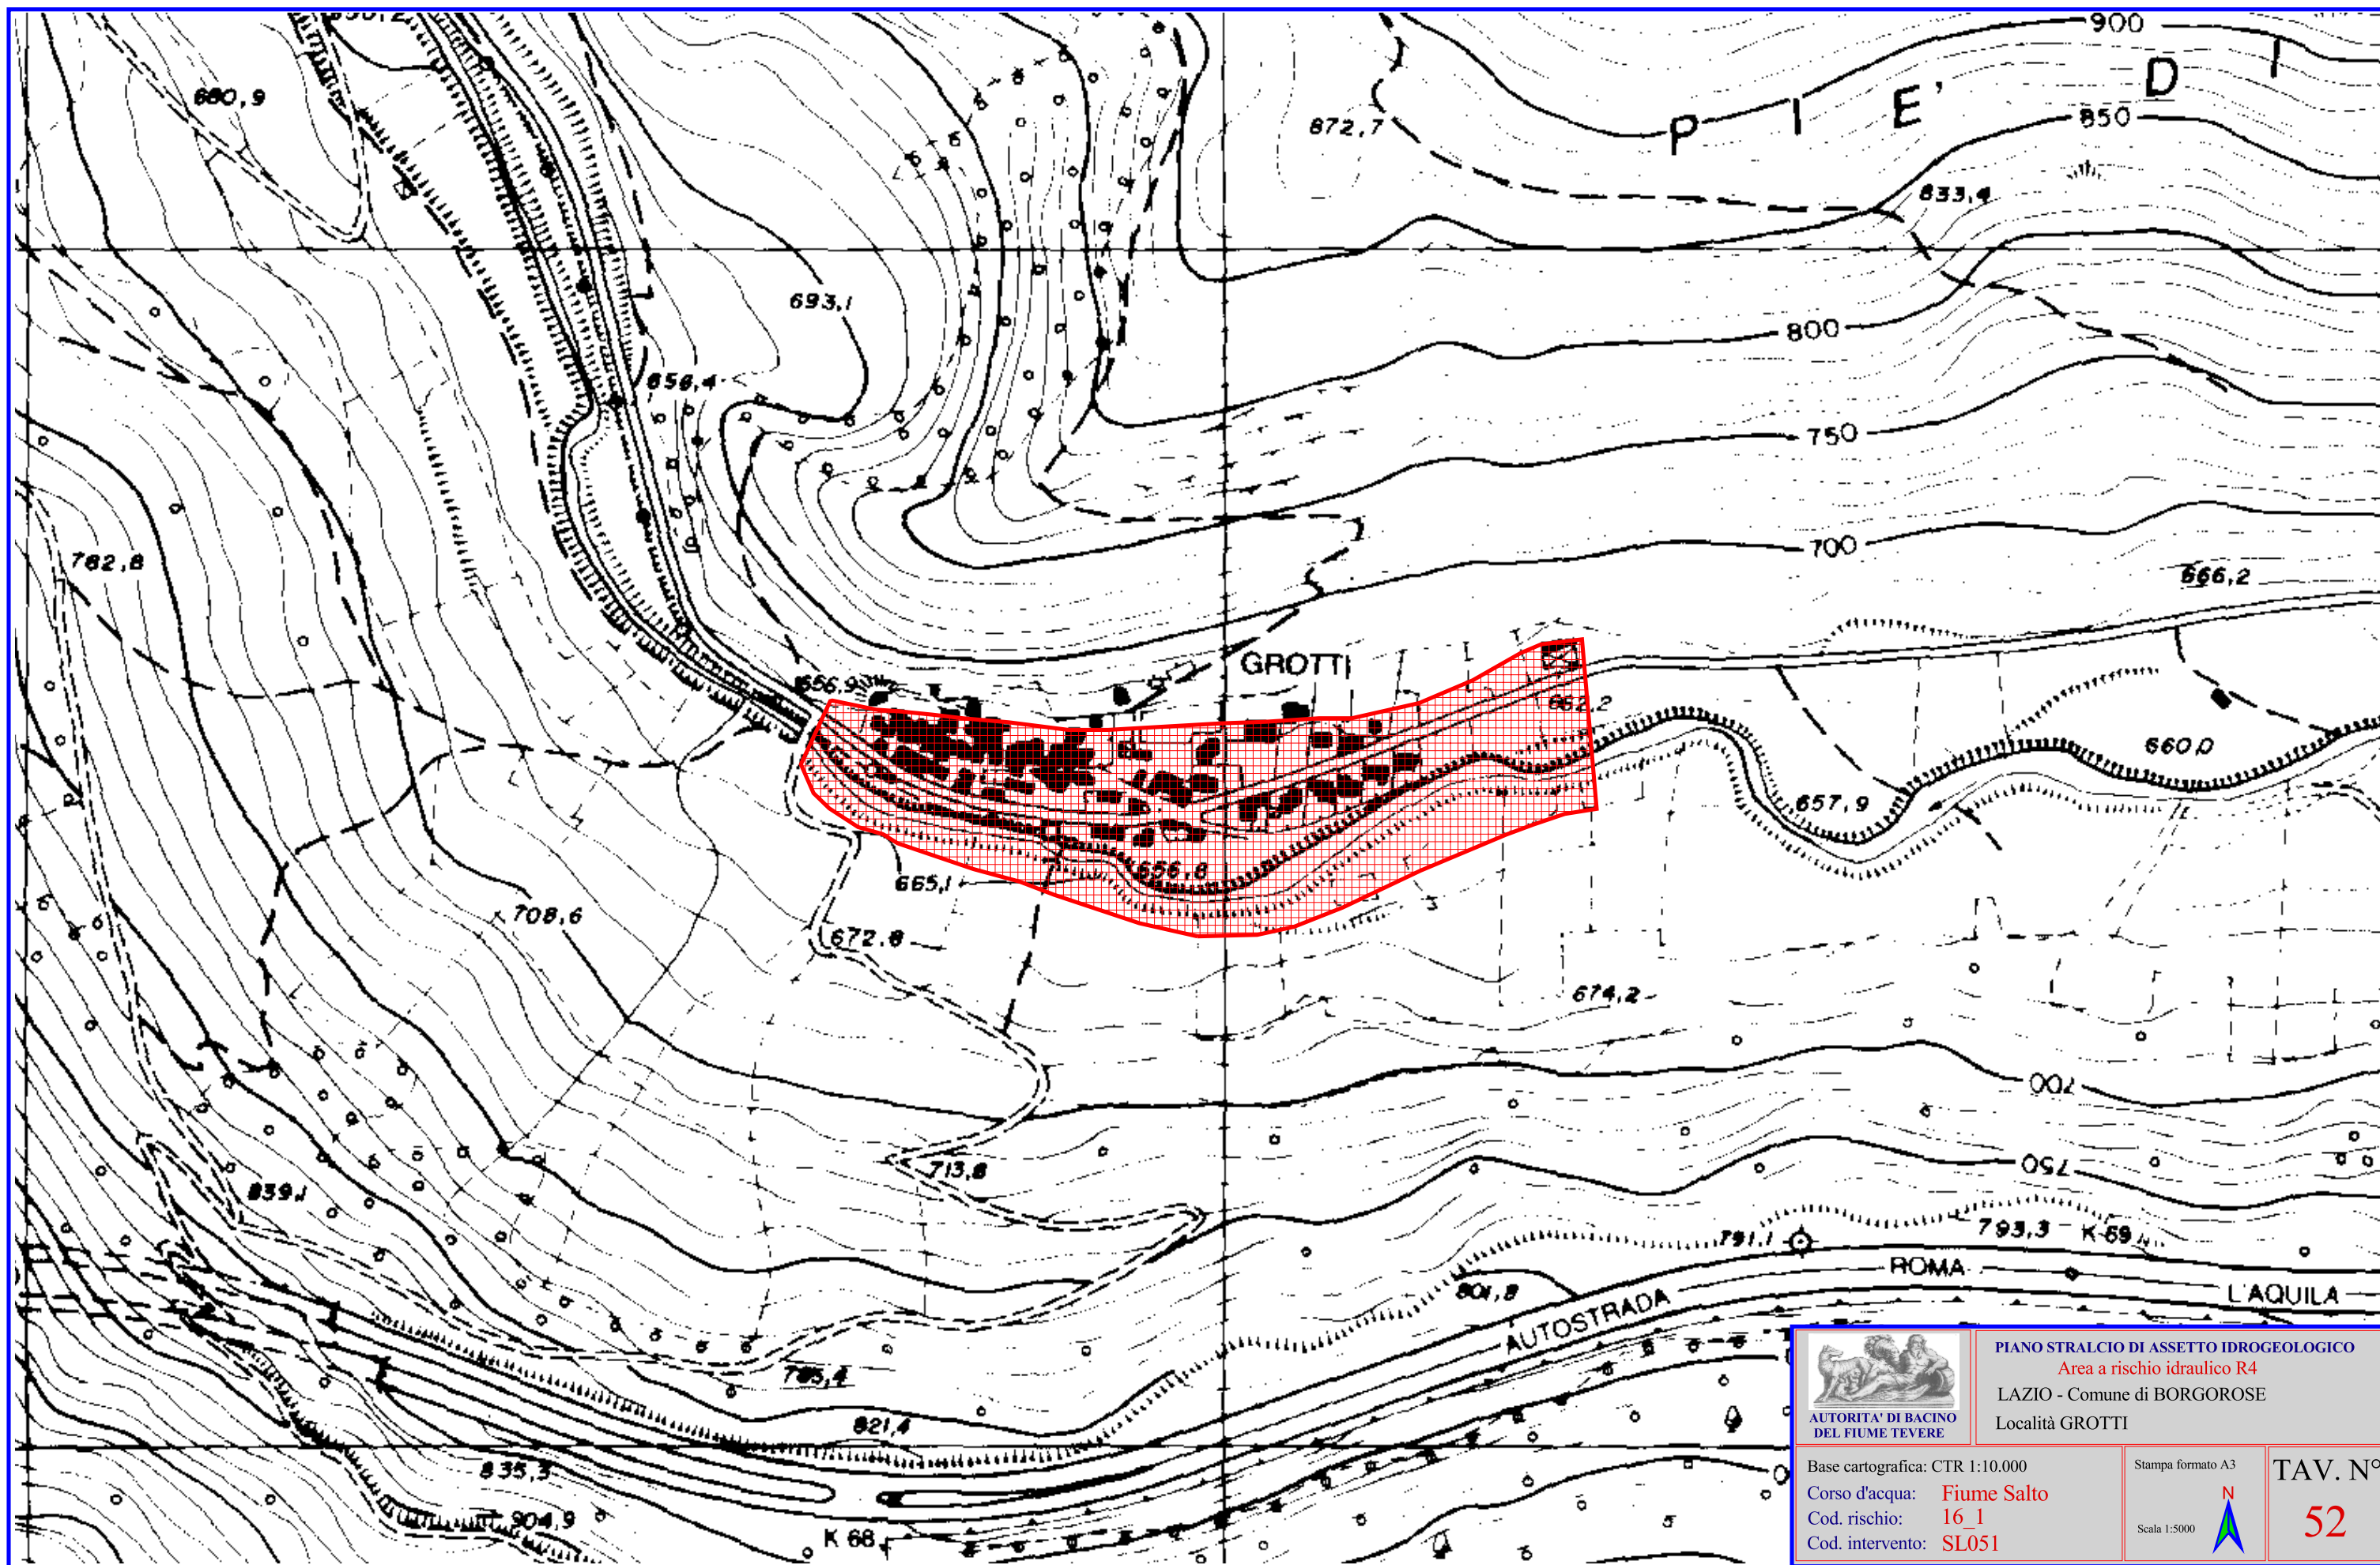 900
P I E' D I
680,9
872,7
850
833,4
693,1
800
656,4
750
700
782,8
666,2
GROTTI
656,9
662,2
660,0
657,9
656,8
665,1
708,6
672,8
674,2
700
750
713,8
839,1
791,1
793,3 K 69
ROMA
L'AQUILA
801,8
AUTOSTRADA
785,4
821,4
835,3
904,9
K 68
AUTORITA' DI BACINO
DEL FIUME TEVERE
PIANO STRALCIO DI ASSETTO IDROGEOLOGICO
Area a rischio idraulico R4
LAZIO - Comune di BORGOROSE
Località GROTTI
Base cartografica: CTR 1:10.000
Corso d'acqua: Fiume Salto
Cod. rischio: 16_1
Cod. intervento: SL051
Stampa formato A3
N
Scala 1:5000
TAV. N°
52